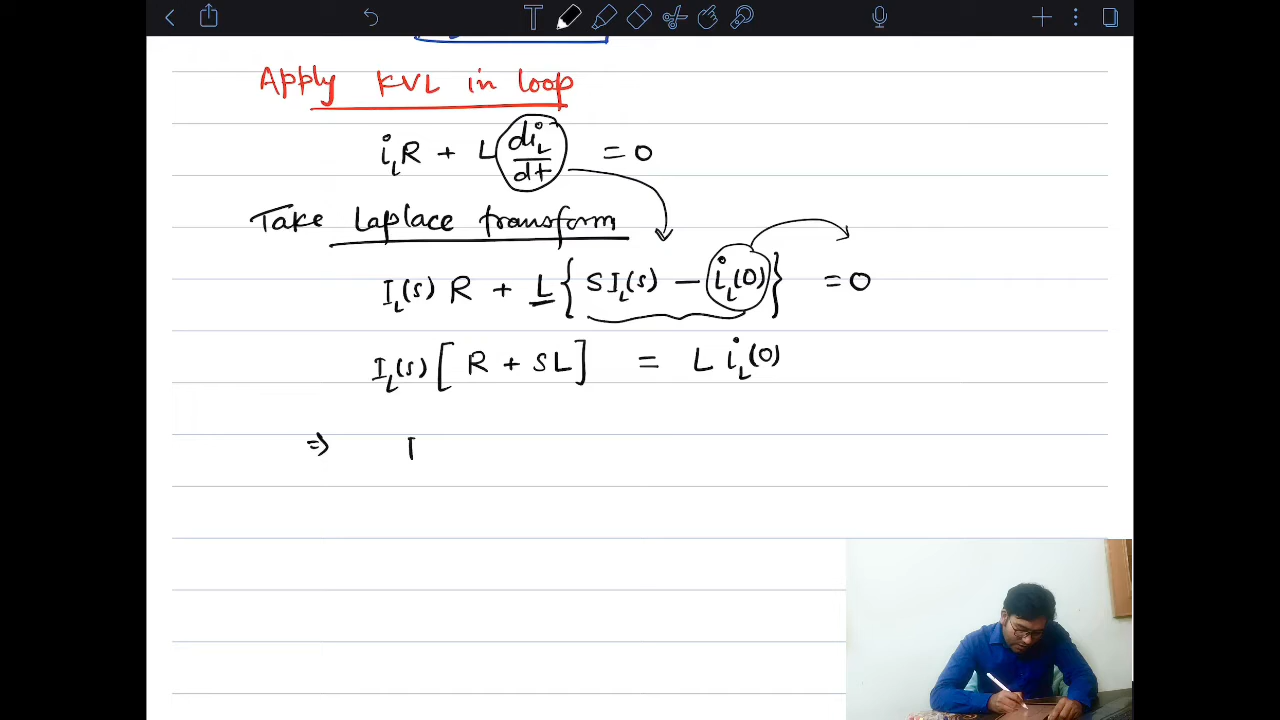 Apply KVL in loop
i_L R + L di_L/dt = 0
Take Laplace transform
I_L(s) R + L { S I_L(s) − i_L(0) } = 0
I_L(s) [ R + SL ] = L i_L(0)
⇒ I